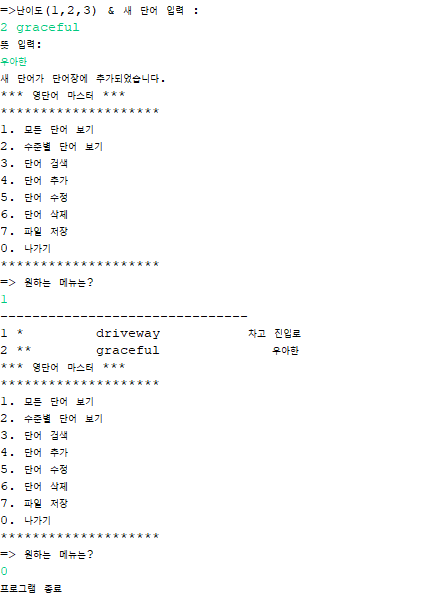 =>난이도(1,2,3) & 새 단어 입력 :
2 graceful
뜻 입력:
우아한
새 단어가 단어장에 추가되었습니다.
*** 영단어 마스터 ***
********************
1. 모든 단어 보기
2. 수준별 단어 보기
3. 단어 검색
4. 단어 추가
5. 단어 수정
6. 단어 삭제
7. 파일 저장
0. 나가기
********************
=> 원하는 메뉴는?
1
-------------------------------
1 * driveway 차고 진입로
2 ** graceful 우아한
*** 영단어 마스터 ***
********************
1. 모든 단어 보기
2. 수준별 단어 보기
3. 단어 검색
4. 단어 추가
5. 단어 수정
6. 단어 삭제
7. 파일 저장
0. 나가기
********************
=> 원하는 메뉴는?
0
프로그램 종료